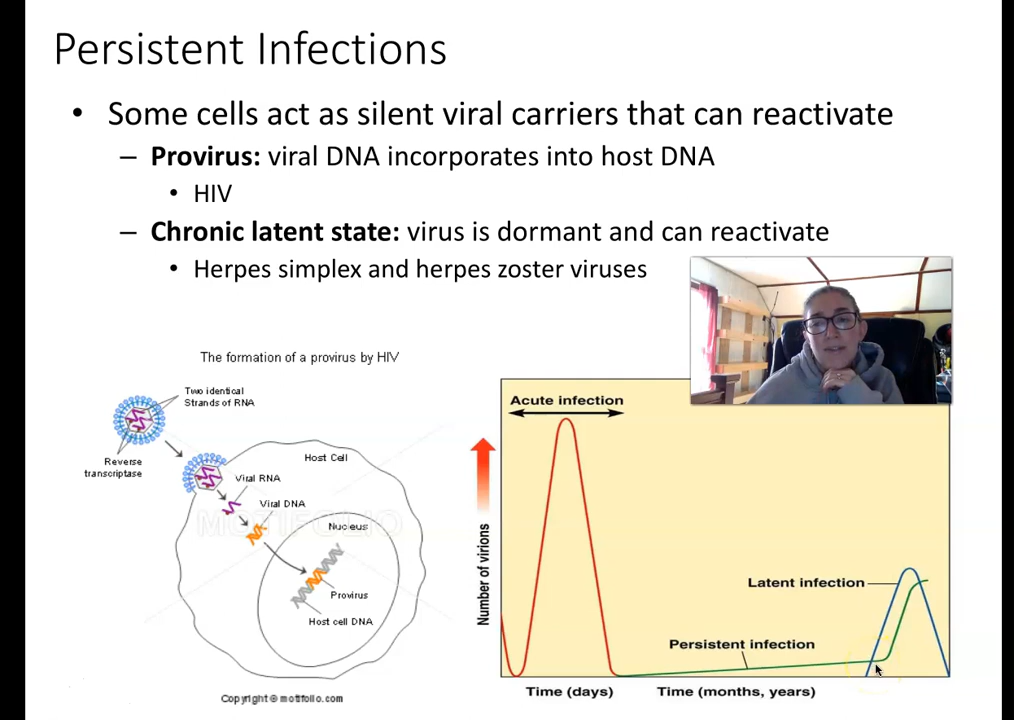 Persistent Infections
• Some cells act as silent viral carriers that can reactivate
– Provirus: viral DNA incorporates into host DNA
• HIV
– Chronic latent state: virus is dormant and can reactivate
• Herpes simplex and herpes zoster viruses
The formation of a provirus by HIV
Two identical
Strands of RNA
Reverse
transcriptase
Host Cell
Viral RNA
Viral DNA
MOTIFOLIO
Nucleus
Provirus
Host cell DNA
Copyright © motifolio.com
Acute infection
Number of virions
Latent infection
Persistent infection
Time (days)
Time (months, years)